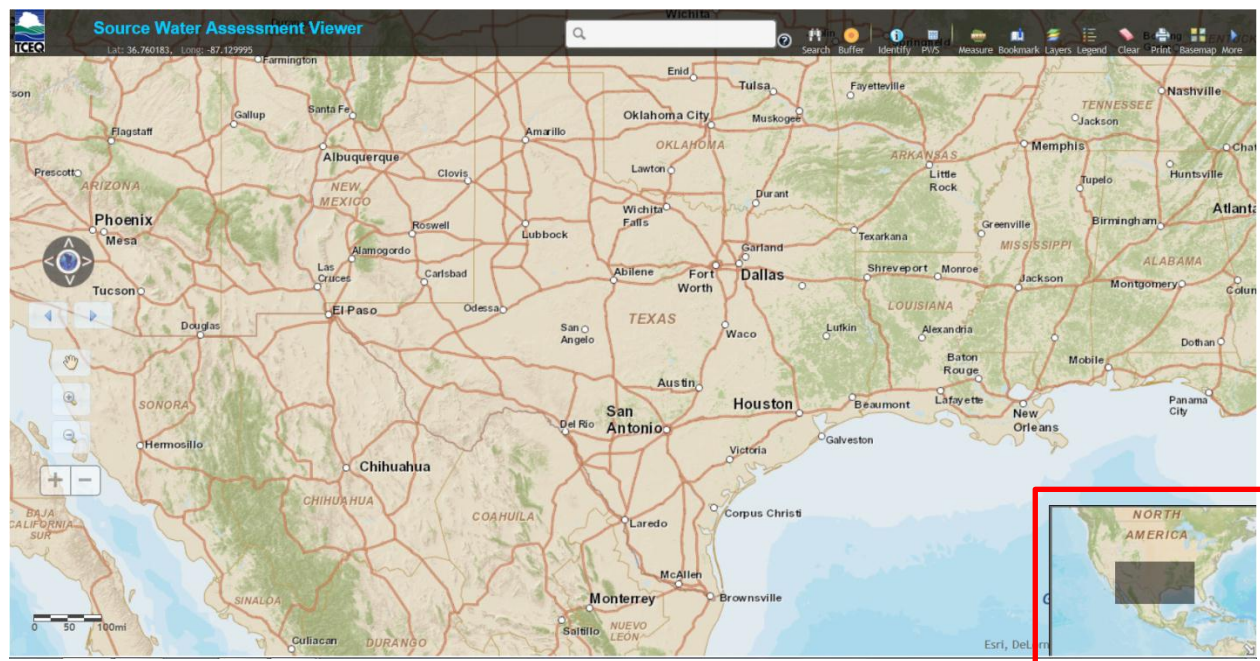 Wichita
Source Water Assessment Viewer
TCEQ
Lat: 36.760183, Long: -87.129995
Search Buffer Identify PWS Measure Bookmark Layers Legend Clear Print Basemap More
Farmington
Enid
Tulsa
Fayetteville
Nashville
son
Gallup
Santa Fe
Oklahoma City
Muskogee
TENNESSEE
Jackson
Flagstaff
Amarillo
OKLAHOMA
Memphis
Chat
Albuquerque
ARKANSAS
Prescott
Clovis
Lawton
Little
Rock
Tupelo
Huntsville
ARIZONA
NEW
MEXICO
Durant
Wichita
Falls
Atlanta
Phoenix
Mesa
Roswell
Lubbock
Texarkana
Greenville
Birmingham
MISSISSIPPI
Alamogordo
Garland
Las
Cruces
Carlsbad
Abilene
Fort
Worth
Dallas
Shreveport
Monroe
Jackson
ALABAMA
Montgomery
Colun
Tucson
El Paso
Odessa
LOUISIANA
Douglas
San
Angelo
TEXAS
Waco
Lufkin
Alexandria
Dothan
Baton
Rouge
Mobile
Austin
SONORA
San
Antonio
Houston
Beaumont
Lafayette
New
Orleans
Panama
City
Del Rio
Hermosillo
Galveston
Victoria
Chihuahua
CHIHUAHUA
COAHUILA
Laredo
Corpus Christi
BAJA
CALIFORNIA
SUR
NORTH
AMERICA
McAllen
SINALOA
Monterrey
Brownsville
0 50 100mi
Saltillo
NUEVO
LEÓN
Culiacan
DURANGO
Esri, DeLorm